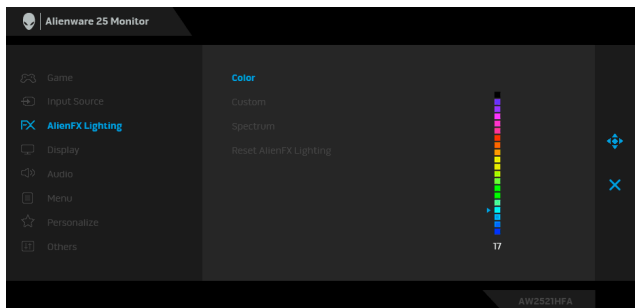 Alienware 25 Monitor
Game
Input Source
AlienFX Lighting
Display
Audio
Menu
Personalize
Others
Color
Custom
Spectrum
Reset AlienFX Lighting
17
AW2521HFA